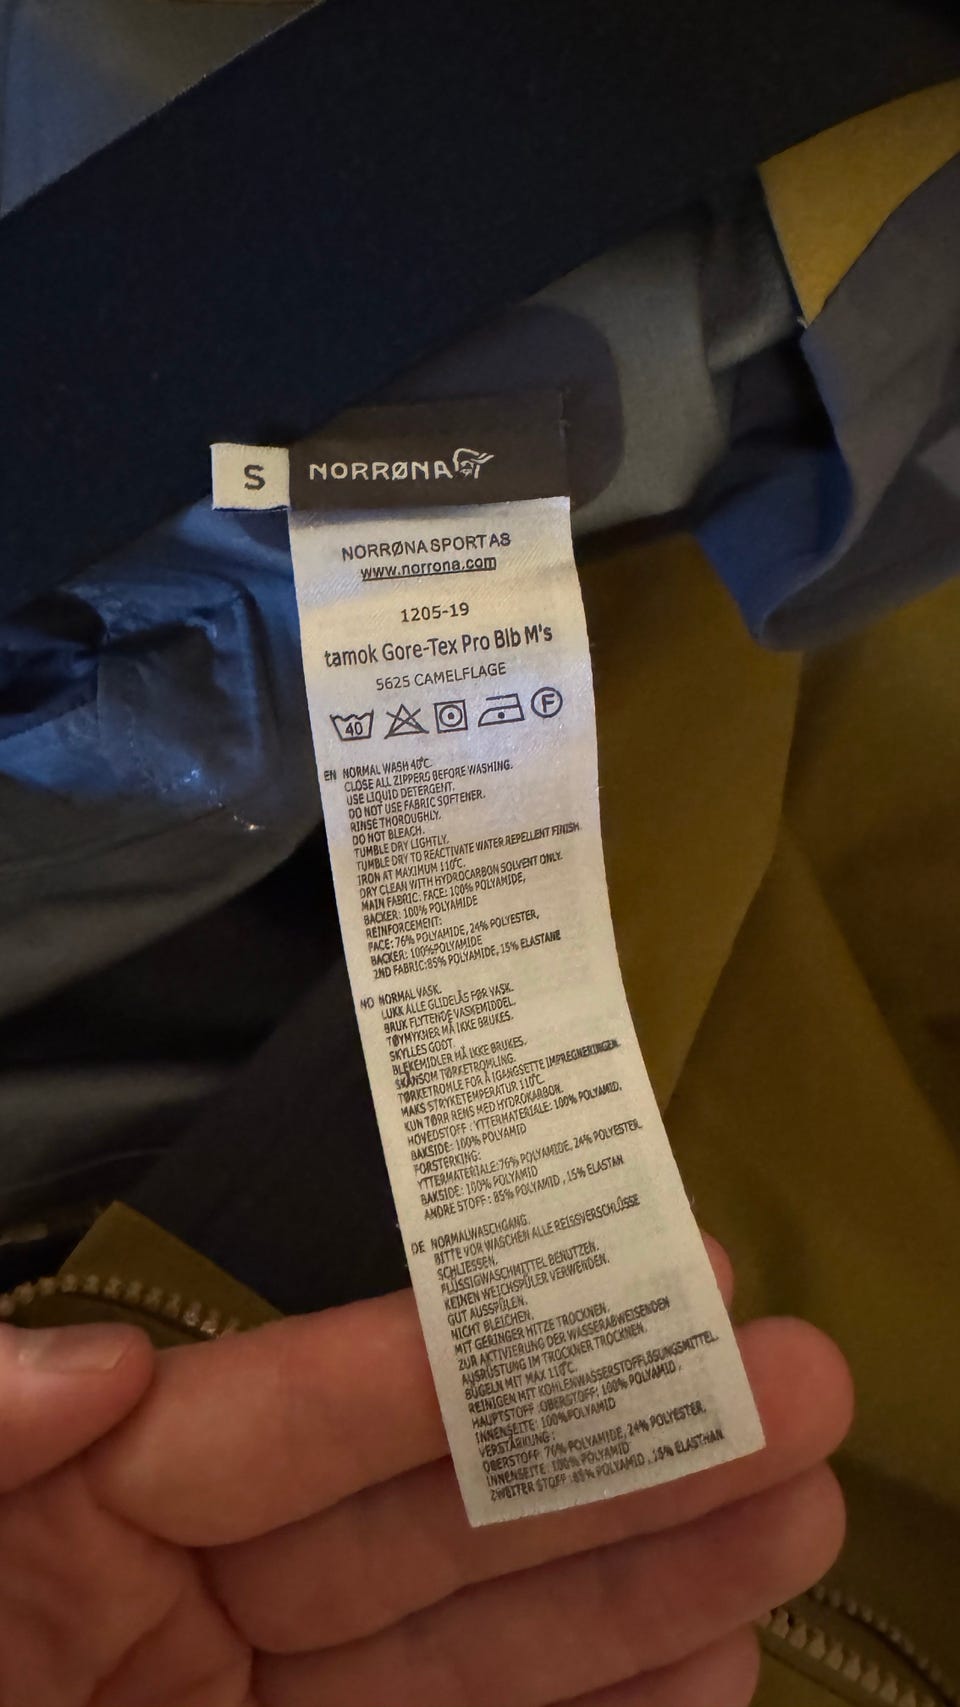 S
NORRØNA
NORRØNA SPORT AS
www.norrona.com
1205-19
tamok Gore-Tex Pro Bib M's
5625 CAMELFLAGE
40
F
EN NORMAL WASH 40°C
CLOSE ALL ZIPPERS BEFORE WASHING.
USE LIQUID DETERGENT.
DO NOT USE FABRIC SOFTENER.
RINSE THOROUGHLY.
DO NOT BLEACH.
TUMBLE DRY LIGHTLY.
TUMBLE DRY TO REACTIVATE WATER REPELLENT FINISH.
IRON AT MAXIMUM 110°C.
DRY CLEAN WITH HYDROCARBON SOLVENT ONLY.
MAIN FABRIC. FACE: 100% POLYAMIDE,
BACKER: 100% POLYAMIDE
REINFORCEMENT:
FACE: 76% POLYAMIDE, 24% POLYESTER,
BACKER: 100%POLYAMIDE
2ND FABRIC:85% POLYAMIDE, 15% ELASTANE
NO NORMAL VASK.
LUKK ALLE GLIDELÅS FØR VASK.
BRUK FLYTENDE VASKEMIDDEL.
TØYMYKNER MÅ IKKE BRUKES.
SKYLLES GODT.
BLEKEMIDLER MÅ IKKE BRUKES.
SKÅNSOM TØRKETROMLING.
TØRKETROMLE FOR Å IGANGSETTE IMPREGNERINGEN.
MAKS STRYKETEMPERATUR 110°C
KUN TØRR RENS MED HYDROKARBON.
HOVEDSTOFF : YTTERMATERIALE: 100% POLYAMID,
BAKSIDE: 100% POLYAMID
FORSTERKING:
YTTERMATERIALE:76% POLYAMIDE, 24% POLYESTER,
BAKSIDE: 100% POLYAMID
ANDRE STOFF : 85% POLYAMID , 15% ELASTAN
DE NORMALWASCHGANG.
BITTE VOR WASCHEN ALLE REISSVERSCHLÜSSE
SCHLIESSEN.
FLÜSSIGWASCHMITTEL BENUTZEN.
KEINEN WEICHSPÜLER VERWENDEN.
GUT AUSSPÜLEN.
NICHT BLEICHEN.
MIT GERINGER HITZE TROCKNEN.
ZUR AKTIVIERUNG DER WASSERABWEISENDEN
AUSRÜSTUNG IM TROCKNER TROCKNEN.
BÜGELN MIT MAX 110°C.
REINIGEN MIT KOHLENWASSERSTOFFLÖSUNGSMITTEL.
HAUPTSTOFF :OBERSTOFF: 100% POLYAMID ,
INNENSEITE: 100%POLYAMID
VERSTÄRKUNG :
OBERSTOFF: 76% POLYAMIDE, 24% POLYESTER,
INNENSEITE: 100% POLYAMID
ZWEITER STOFF :85% POLYAMID , 15% ELASTHAN